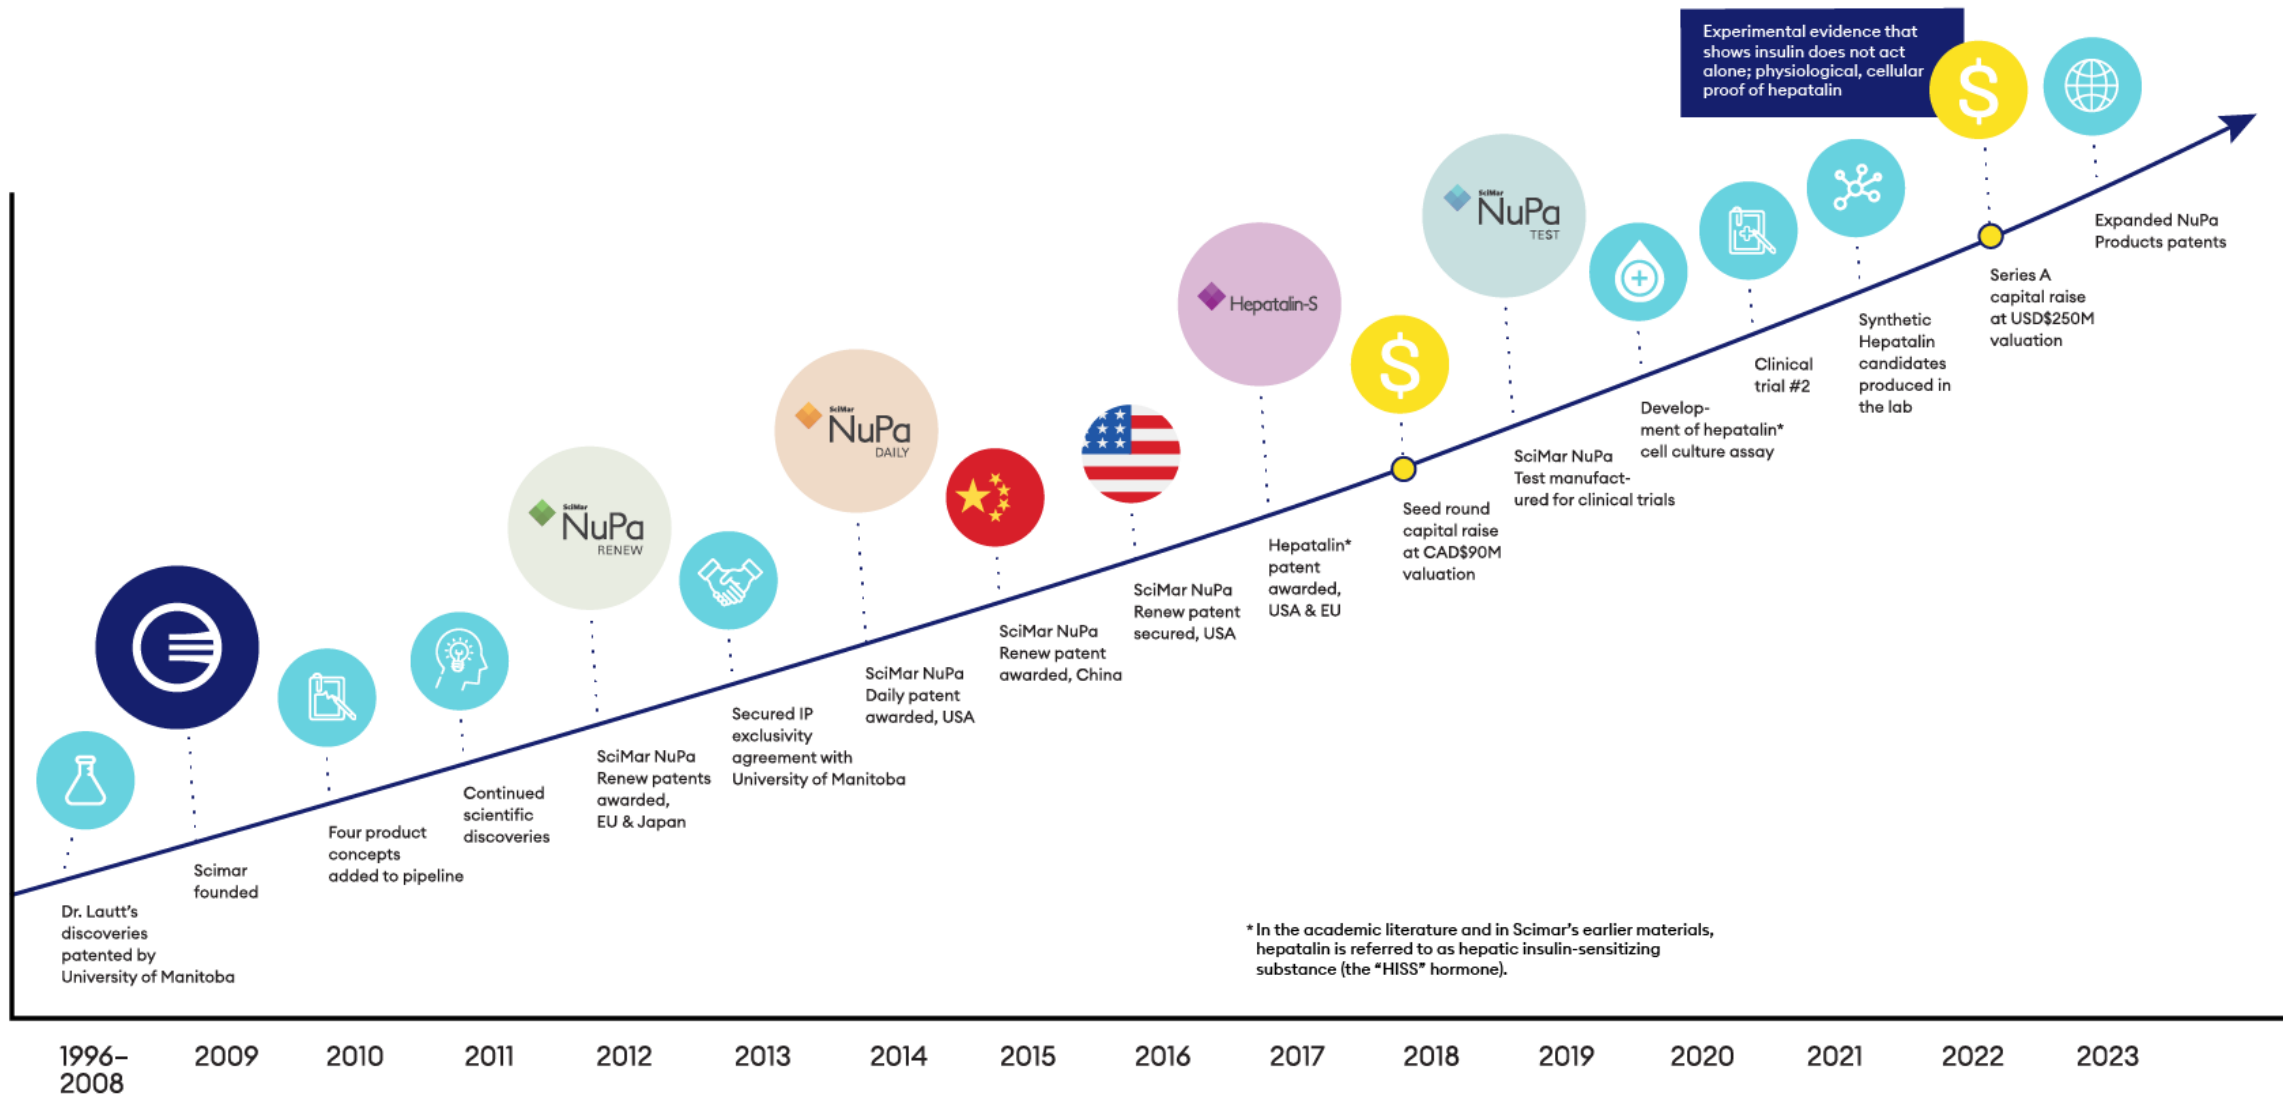 Experimental evidence that
shows insulin does not act
alone; physiological, cellular
proof of hepatalin
SciMar
NuPa
TEST
Hepatalin-S
SciMar
NuPa
DAILY
SciMar
NuPa
RENEW
$
$
Dr. Lautt’s
discoveries
patented by
University of Manitoba
Scimar
founded
Four product
concepts
added to pipeline
Continued
scientific
discoveries
SciMar NuPa
Renew patents
awarded,
EU & Japan
Secured IP
exclusivity
agreement with
University of Manitoba
SciMar NuPa
Daily patent
awarded, USA
SciMar NuPa
Renew patent
awarded, China
SciMar NuPa
Renew patent
secured, USA
Hepatalin*
patent
awarded,
USA & EU
Seed round
capital raise
at CAD$90M
valuation
SciMar NuPa
Test manufact-
ured for clinical trials
Develop-
ment of hepatalin*
cell culture assay
Clinical
trial #2
Synthetic
Hepatalin
candidates
produced in
the lab
Series A
capital raise
at USD$250M
valuation
Expanded NuPa
Products patents
* In the academic literature and in Scimar’s earlier materials,
hepatalin is referred to as hepatic insulin-sensitizing
substance (the “HISS” hormone).
1996–
2008
2009
2010
2011
2012
2013
2014
2015
2016
2017
2018
2019
2020
2021
2022
2023